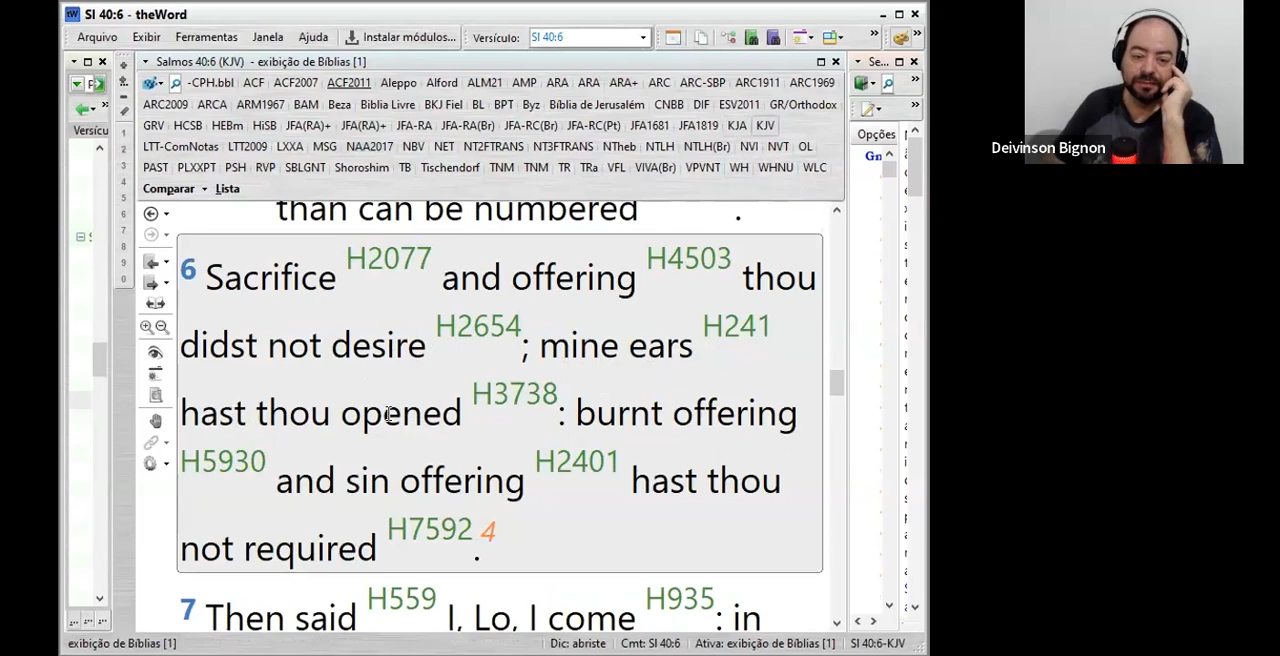 SI 40:6 - theWord
Arquivo Exibir Ferramentas Janela Ajuda Instalar módulos... Versículo: SI 40:6
Salmos 40:6 (KJV) - exibição de Bíblias [1] Se...
-CPH.bbl ACF ACF2007 ACF2011 Aleppo Alford ALM21 AMP ARA ARA ARA+ ARC ARC-SBP ARC1911 ARC1969
ARC2009 ARCA ARM1967 BAM Beza Biblia Livre BKJ Fiel BL BPT Byz Bíblia de Jerusalém CNBB DIF ESV2011 GR/Orthodox
GRV HCSB HEBm HiSB JFA(RA)+ JFA(RA)+ JFA-RA JFA-RA(Br) JFA-RC(Br) JFA-RC(Pt) JFA1681 JFA1819 KJA KJV
LTT-ComNotas LTT2009 LXXA MSG NAA2017 NBV NET NT2FTRANS NT3FTRANS NTheb NTLH NTLH(Br) NVI NVT OL
PAST PLXXPT PSH RVP SBLGNT Shoroshim TB Tischendorf TNM TNM TR TRa VFL VIVA(Br) VPVNT WH WHNU WLC
Comparar Lista
Versícu
Opções
than can be numbered .
6 Sacrifice H2077 and offering H4503 thou
didst not desire H2654; mine ears H241
hast thou opened H3738: burnt offering
H5930 and sin offering H2401 hast thou
not required H7592 4.
7 Then said H559 I, Lo, I come H935: in
exibição de Bíblias [1] Dic: abriste Cmt: SI 40:6 Ativa: exibição de Bíblias [1] SI 40:6-KJV
Deivinson Bignon